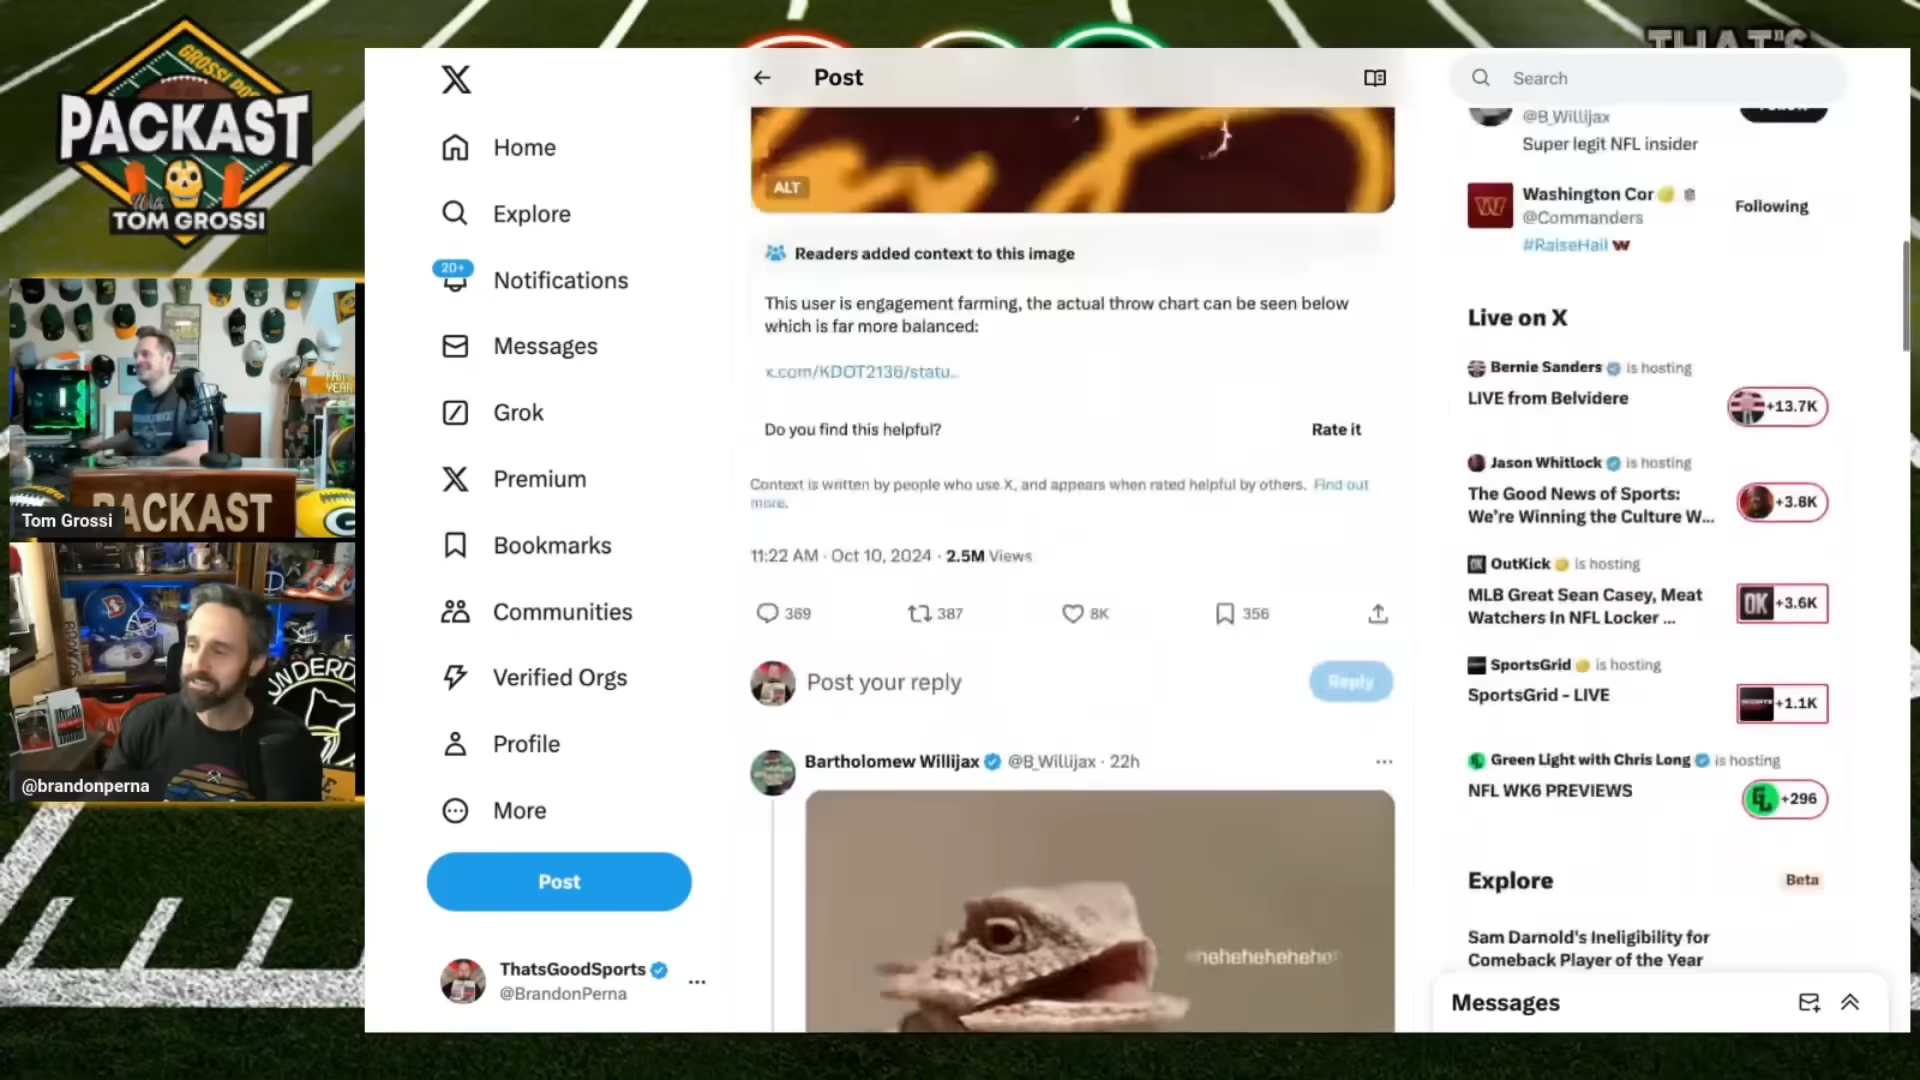 GROSSI POS
PACKAST
With
TOM GROSSI
FAN
YEAR
PACKAST
Tom Grossi
BRONCOS
UNDERD
@brandonperna
THAT'S
Home
Explore
20+
Notifications
Messages
Grok
Premium
Bookmarks
Communities
Verified Orgs
Profile
More
Post
ThatsGoodSports
@BrandonPerna
Post
ALT
Readers added context to this image
This user is engagement farming, the actual throw chart can be seen below
which is far more balanced:
x.com/KDOT2136/statu…
Do you find this helpful?
Rate it
Context is written by people who use X, and appears when rated helpful by others. Find out
more.
11:22 AM · Oct 10, 2024 · 2.5M Views
369
387
8K
356
Post your reply
Reply
Bartholomew Willijax @B_Willijax · 22h
hehehehehehe
Search
@B_Willijax
Super legit NFL insider
Washington Cor
@Commanders
#RaiseHail
Following
Live on X
Bernie Sanders is hosting
LIVE from Belvidere
+13.7K
Jason Whitlock is hosting
The Good News of Sports:
We're Winning the Culture W...
+3.8K
OutKick is hosting
MLB Great Sean Casey, Meat
Watchers In NFL Locker ...
OK +3.6K
SportsGrid is hosting
SportsGrid - LIVE
+1.1K
Green Light with Chris Long is hosting
NFL WK6 PREVIEWS
+296
Explore
Beta
Sam Darnold's Ineligibility for
Comeback Player of the Year
Messages